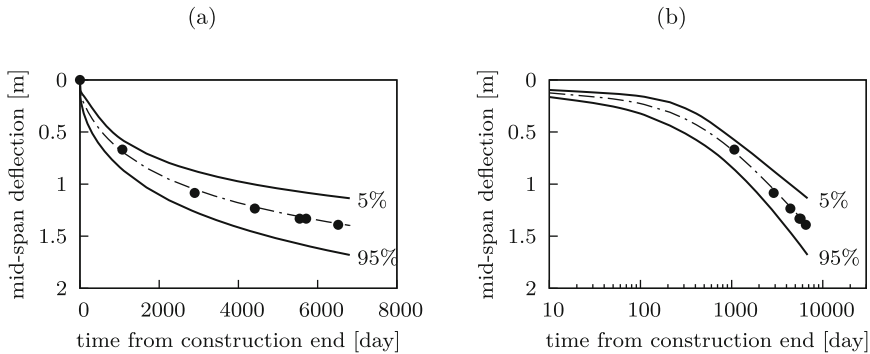 (a)
mid-span deflection [m]
0
0.5
1
1.5
2
5%
95%
0 2000 4000 6000 8000
time from construction end [day]
(b)
mid-span deflection [m]
0
0.5
1
1.5
2
5%
95%
10 100 1000 10000
time from construction end [day]